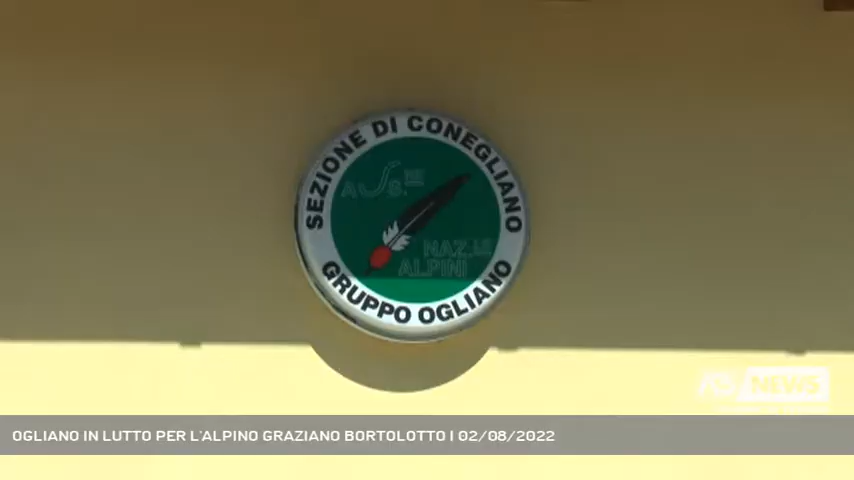 SEZIONE DI CONEGLIANO
NAZ.LE
ALPINI
GRUPPO OGLIANO
NEWS
OGLIANO IN LUTTO PER L'ALPINO GRAZIANO BORTOLOTTO | 02/08/2022